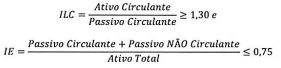 ILC = Ativo Circulante / Passivo Circulante ≥ 1,30 e
IE = Passivo Circulante + Passivo NÃO Circulante / Ativo Total ≤ 0,75